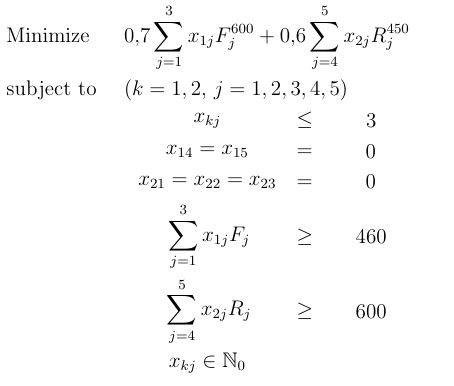 Minimize 0,7 ∑_{j=1}^{3} x_{1j}F_j^{600} + 0,6 ∑_{j=4}^{5} x_{2j}R_j^{450}
subject to (k = 1, 2, j = 1, 2, 3, 4, 5)
x_{kj} ≤ 3
x_{14} = x_{15} = 0
x_{21} = x_{22} = x_{23} = 0
∑_{j=1}^{3} x_{1j}F_j ≥ 460
∑_{j=4}^{5} x_{2j}R_j ≥ 600
x_{kj} ∈ ℕ_0